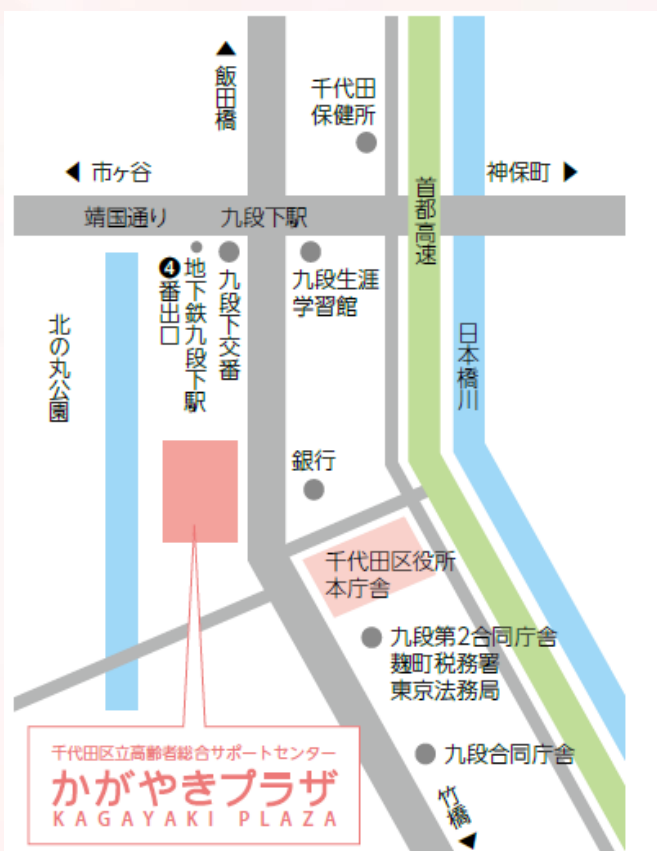 ▲
飯田橋
千代田
保健所
◀ 市ヶ谷
神保町 ▶
靖国通り
九段下駅
首都高速
❹番出口
地下鉄九段下駅
九段下交番
九段生涯
学習館
北の丸公園
日本橋川
銀行
千代田区役所
本庁舎
九段第2合同庁舎
麹町税務署
東京法務局
九段合同庁舎
竹橋
▼
千代田区立高齢者総合サポートセンター
かがやきプラザ
KAGAYAKI PLAZA